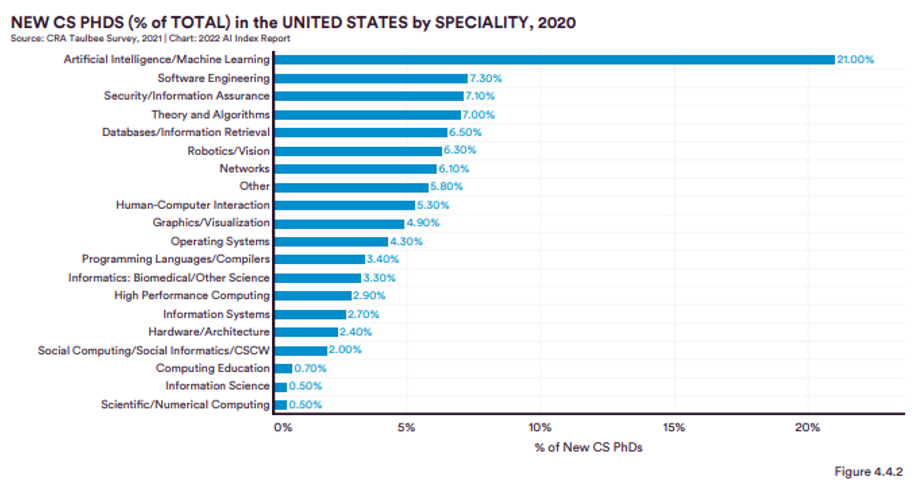 NEW CS PHDS (% of TOTAL) in the UNITED STATES by SPECIALITY, 2020
Source: CRA Taulbee Survey, 2021 | Chart: 2022 AI Index Report
Artificial Intelligence/Machine Learning 21.00%
Software Engineering 7.30%
Security/Information Assurance 7.10%
Theory and Algorithms 7.00%
Databases/Information Retrieval 6.50%
Robotics/Vision 6.30%
Networks 6.10%
Other 5.80%
Human-Computer Interaction 5.30%
Graphics/Visualization 4.90%
Operating Systems 4.30%
Programming Languages/Compilers 3.40%
Informatics: Biomedical/Other Science 3.30%
High Performance Computing 2.90%
Information Systems 2.70%
Hardware/Architecture 2.40%
Social Computing/Social Informatics/CSCW 2.00%
Computing Education 0.70%
Information Science 0.50%
Scientific/Numerical Computing 0.50%
0% 5% 10% 15% 20%
% of New CS PhDs
Figure 4.4.2